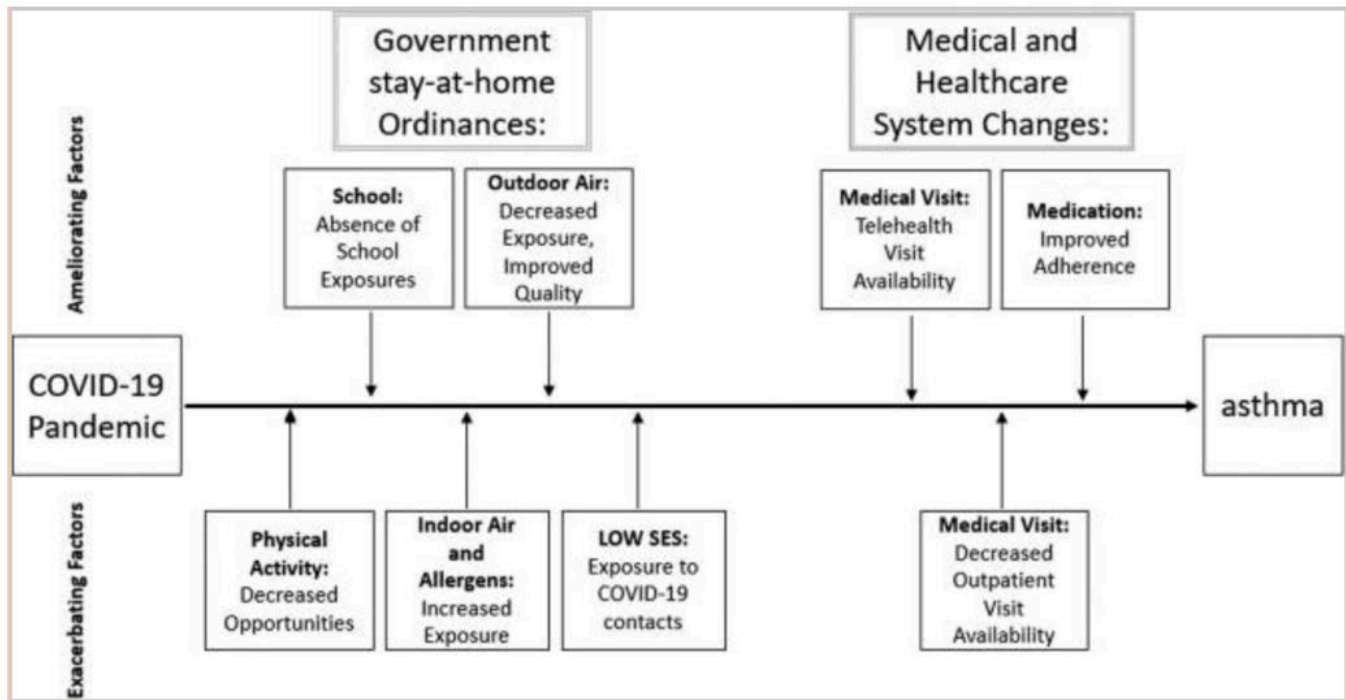 Government
stay-at-home
Ordinances:
Medical and
Healthcare
System Changes:
Ameliorating Factors
School:
Absence of
School
Exposures
Outdoor Air:
Decreased
Exposure,
Improved
Quality
Medical Visit:
Telehealth
Visit
Availability
Medication:
Improved
Adherence
COVID-19
Pandemic
asthma
Exacerbating Factors
Physical
Activity:
Decreased
Opportunities
Indoor Air
and
Allergens:
Increased
Exposure
LOW SES:
Exposure to
COVID-19
contacts
Medical Visit:
Decreased
Outpatient
Visit
Availability